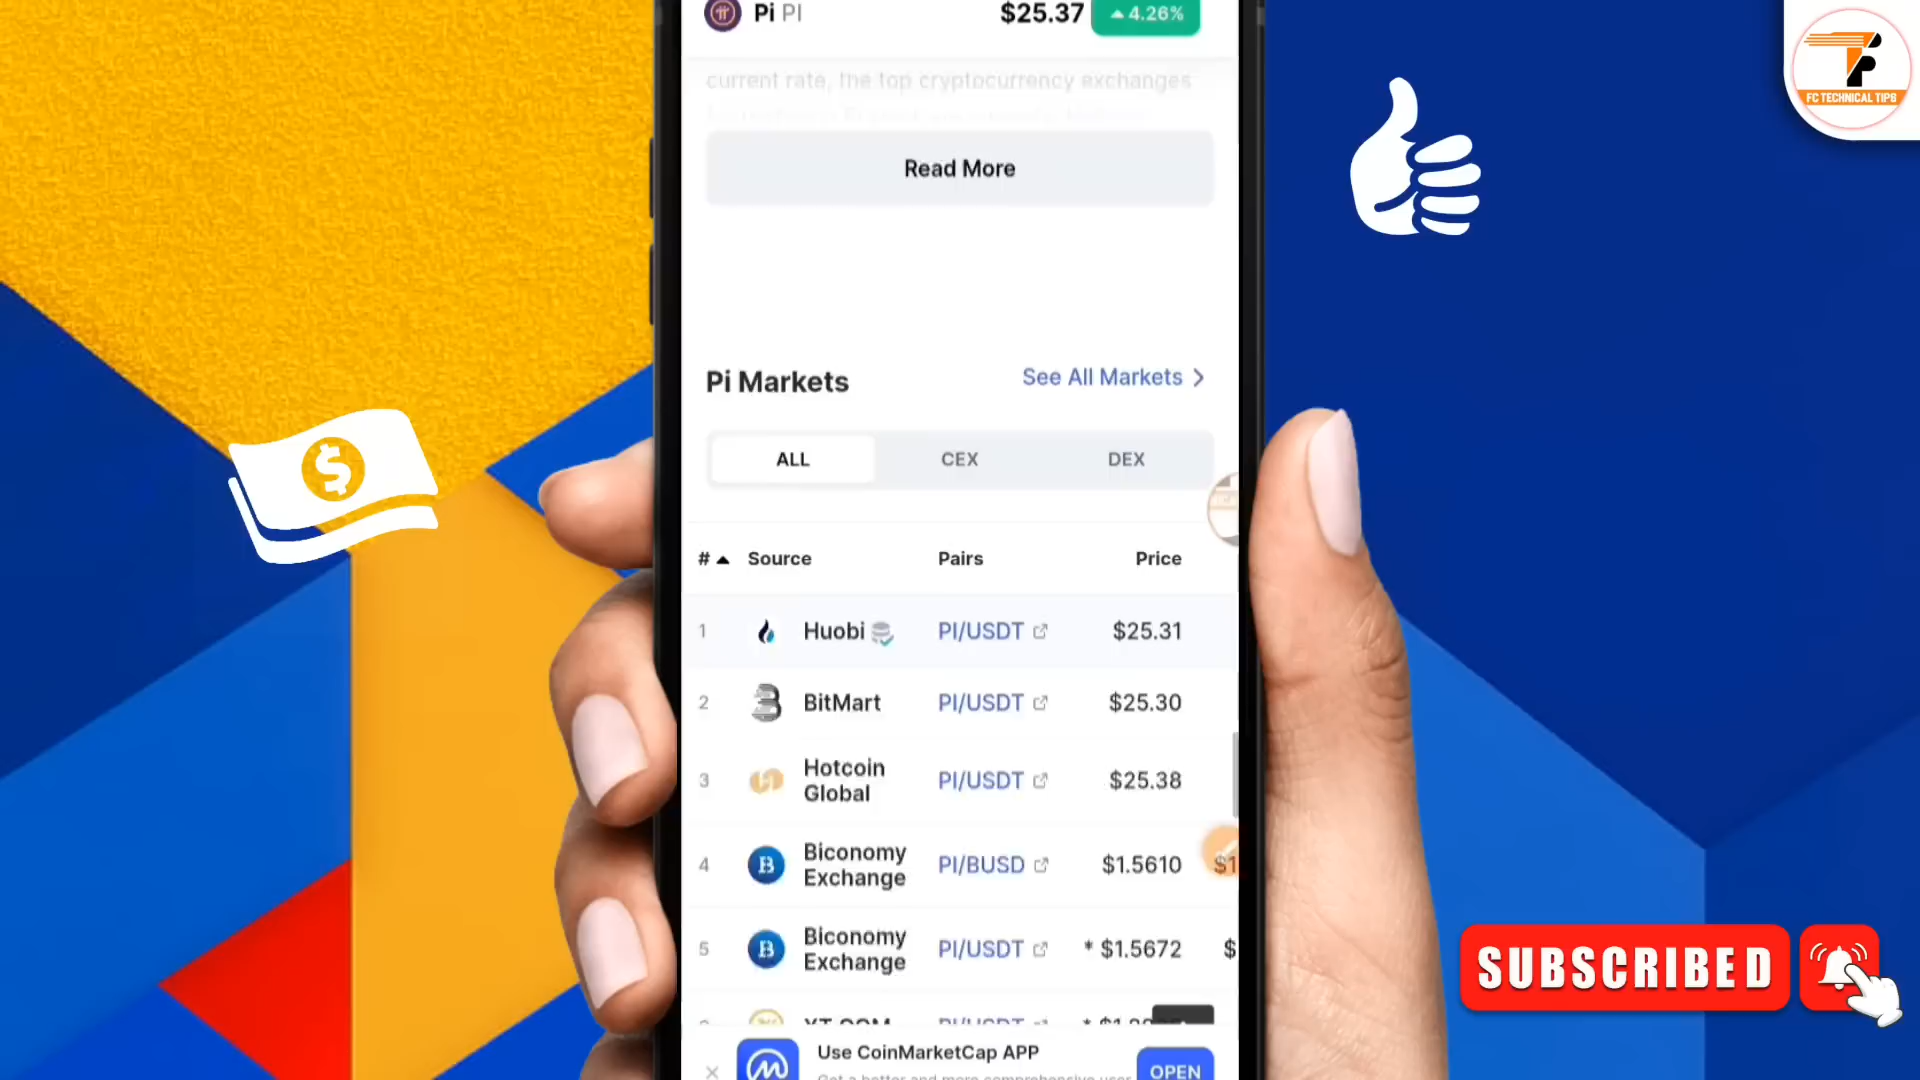 Pi PI $25.37 4.26%
FC TECHNICAL TIPS
current rate, the top cryptocurrency exchanges
Read More
Pi Markets See All Markets
ALL CEX DEX
# Source Pairs Price
1 Huobi PI/USDT $25.31
2 BitMart PI/USDT $25.30
3 Hotcoin Global PI/USDT $25.38
4 Biconomy Exchange PI/BUSD $1.5610 $1
5 Biconomy Exchange PI/USDT * $1.5672 $
SUBSCRIBED
Use CoinMarketCap APP
OPEN